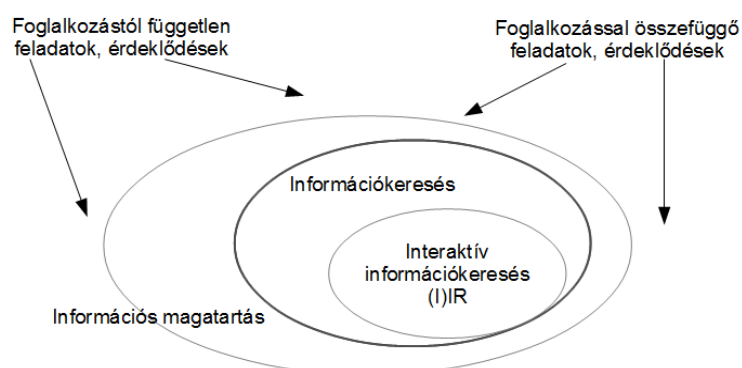 Foglalkozástól független
feladatok, érdeklődések
Foglalkozással összefüggő
feladatok, érdeklődések
Információkeresés
Interaktív
információkeresés
(I)IR
Információs magatartás